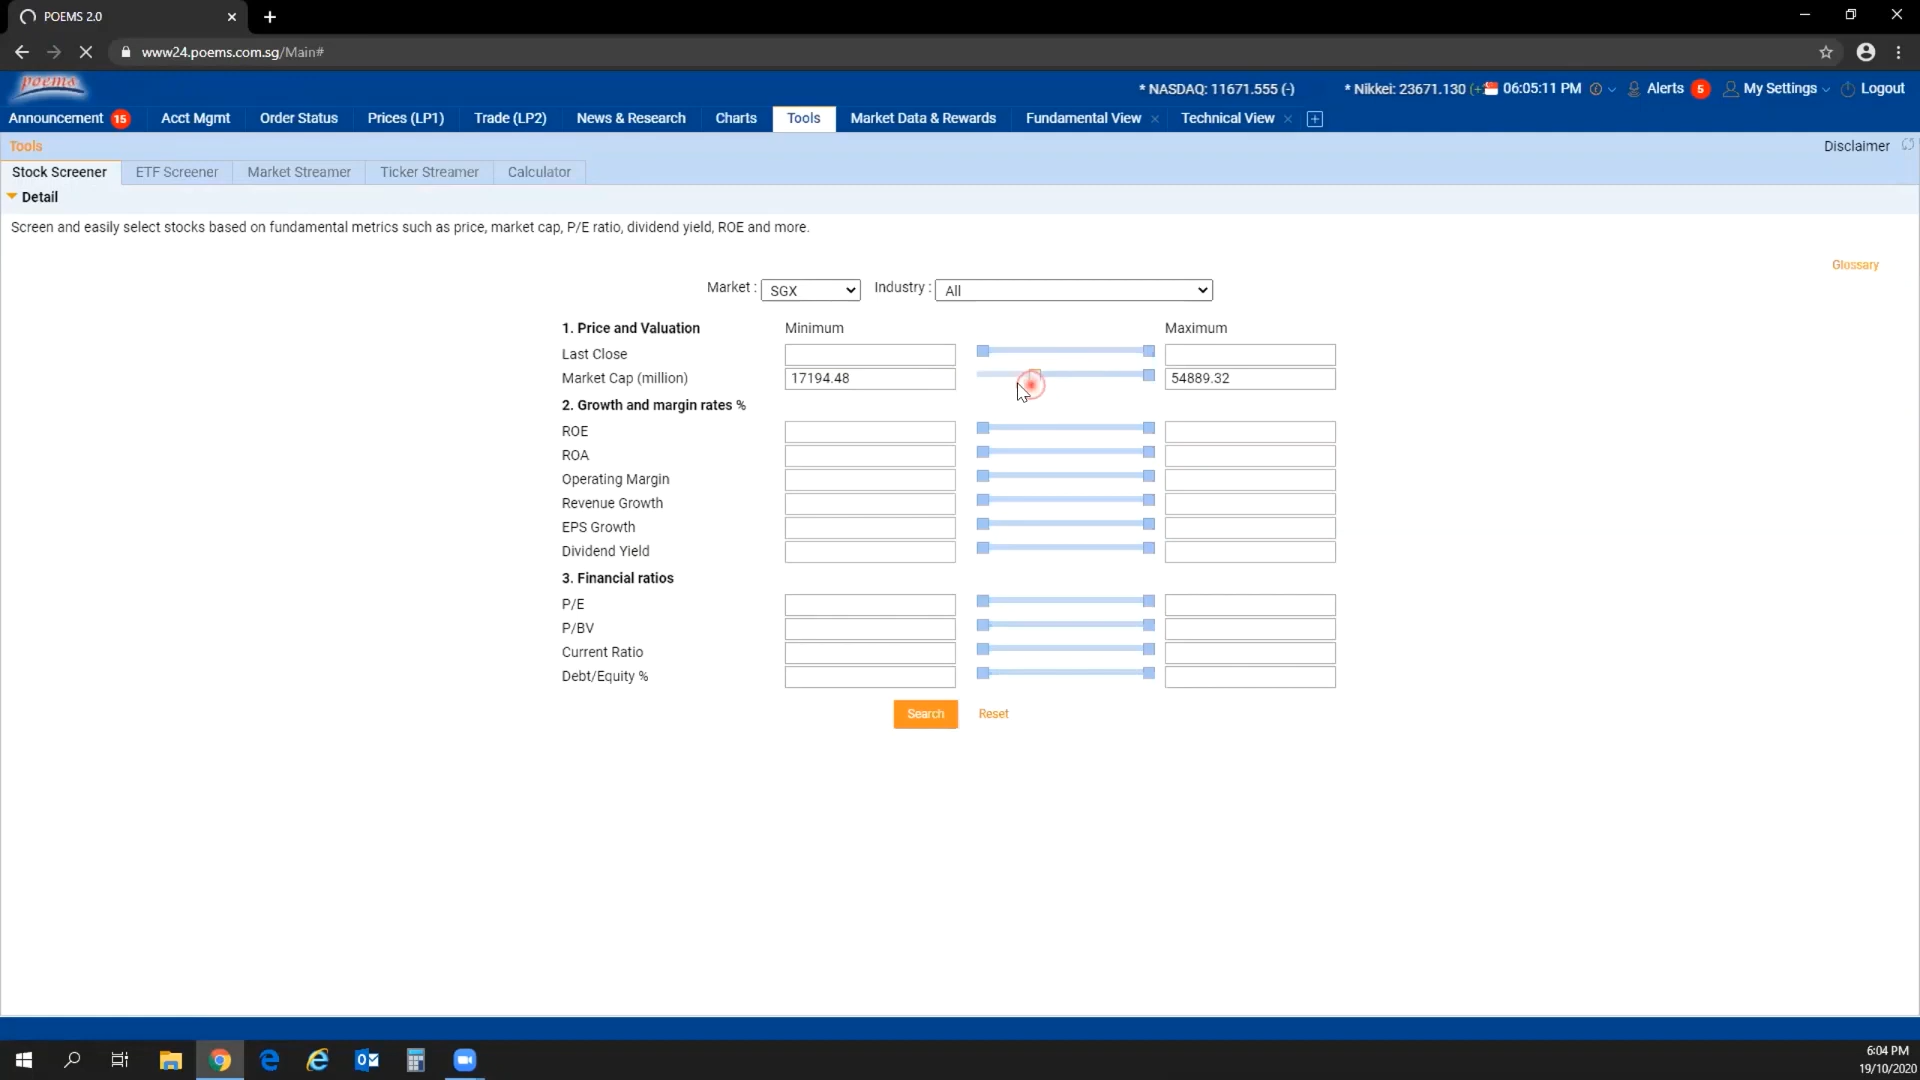 POEMS 2.0
www24.poems.com.sg/Main#
poems
* NASDAQ: 11671.555 (-) * Nikkei: 23671.130 (+ 06:05:11 PM Alerts 5 My Settings Logout
Announcement 15 Acct Mgmt Order Status Prices (LP1) Trade (LP2) News & Research Charts Tools Market Data & Rewards Fundamental View Technical View
Tools Disclaimer
Stock Screener ETF Screener Market Streamer Ticker Streamer Calculator
Detail
Screen and easily select stocks based on fundamental metrics such as price, market cap, P/E ratio, dividend yield, ROE and more.
Glossary
Market : SGX Industry : All
1. Price and Valuation Minimum Maximum
Last Close
Market Cap (million) 17194.48 54889.32
2. Growth and margin rates %
ROE
ROA
Operating Margin
Revenue Growth
EPS Growth
Dividend Yield
3. Financial ratios
P/E
P/BV
Current Ratio
Debt/Equity %
Search Reset
6:04 PM
19/10/2020